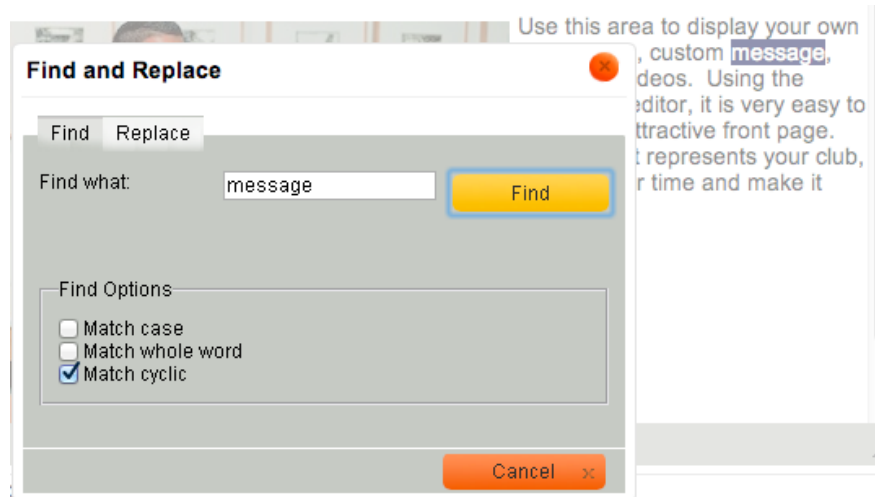 Find and Replace
Find Replace
Find what:
message
Find
Find Options
Match case
Match whole word
Match cyclic
Cancel
Use this area to display your own
, custom message,
deos. Using the
editor, it is very easy to
ttractive front page.
t represents your club,
r time and make it